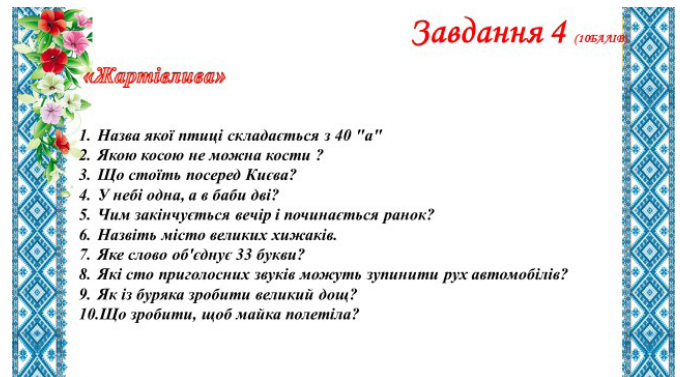 Завдання 4 (10БАЛІВ)
«Жартівлива»
1. Назва якої птиці складається з 40 "а"
2. Якою косою не можна кости ?
3. Що стоїть посеред Києва?
4. У небі одна, а в баби дві?
5. Чим закінчується вечір і починається ранок?
6. Назвіть місто великих хижаків.
7. Яке слово об'єднує 33 букви?
8. Які сто приголосних звуків можуть зупинити рух автомобілів?
9. Як із буряка зробити великий дощ?
10.Що зробити, щоб майка полетіла?